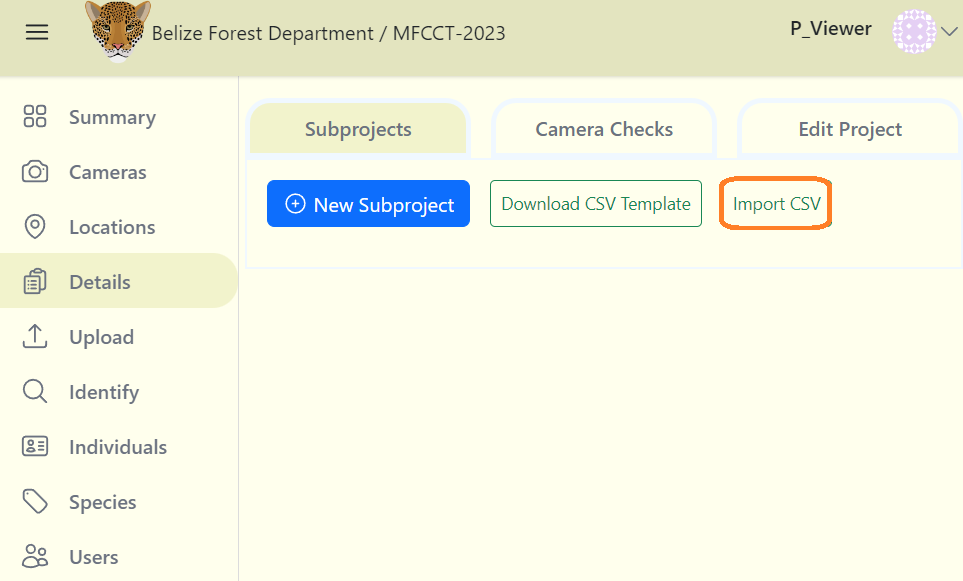 Belize Forest Department / MFCCT-2023
P_Viewer
Summary
Cameras
Locations
Details
Upload
Identify
Individuals
Species
Users
Subprojects
Camera Checks
Edit Project
New Subproject
Download CSV Template
Import CSV